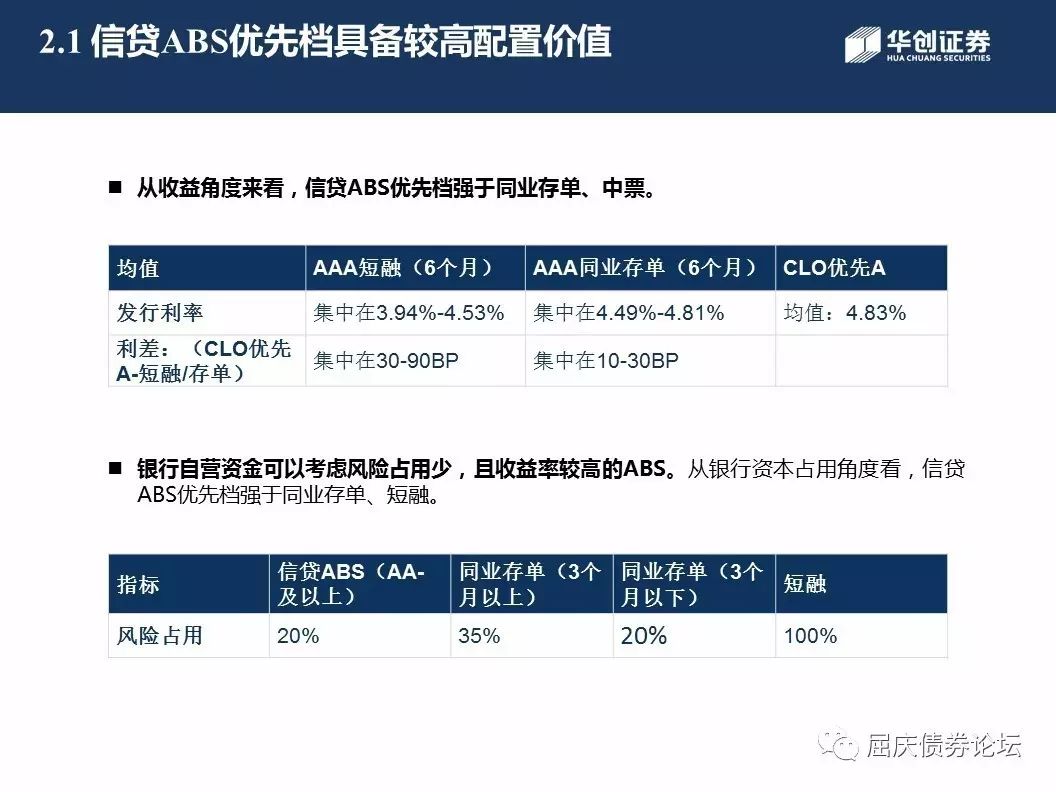 2.1 信贷ABS优先档具备较高配置价值
华创证券
HUA CHUANG SECURITIES
■ 从收益角度来看，信贷ABS优先档强于同业存单、中票。
均值 AAA短融（6个月） AAA同业存单（6个月） CLO优先A
发行利率 集中在3.94%-4.53% 集中在4.49%-4.81% 均值：4.83%
利差：（CLO优先
A-短融/存单） 集中在30-90BP 集中在10-30BP
■ 银行自营资金可以考虑风险占用少，且收益率较高的ABS。从银行资本占用角度看，信贷
ABS优先档强于同业存单、短融。
指标 信贷ABS（AA- 同业存单（3个 同业存单（3个 短融
及以上） 月以上） 月以下）
风险占用 20% 35% 20% 100%
屈庆债券论坛